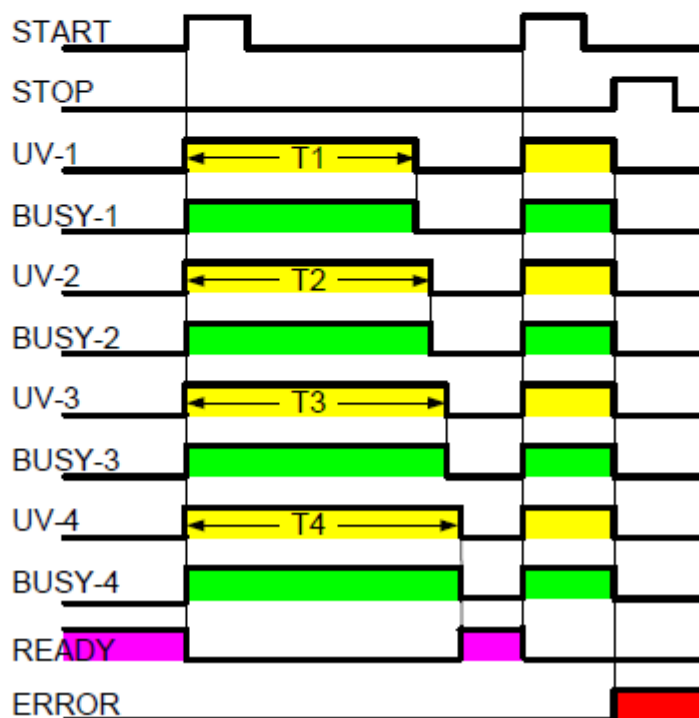 START
STOP
UV-1
T1
BUSY-1
UV-2
T2
BUSY-2
UV-3
T3
BUSY-3
UV-4
T4
BUSY-4
READY
ERROR